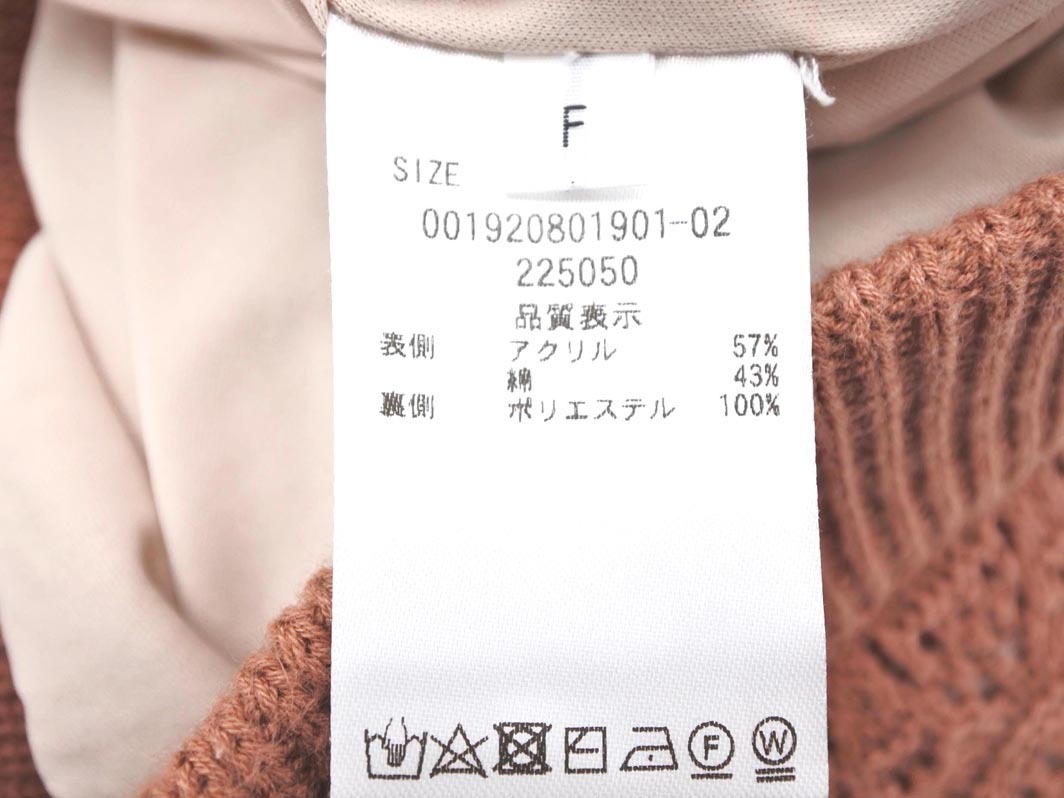 F
SIZE
001920801901-02
225050
品質表示
表側 アクリル 57%
綿 43%
裏側 ポリエステル 100%
F W